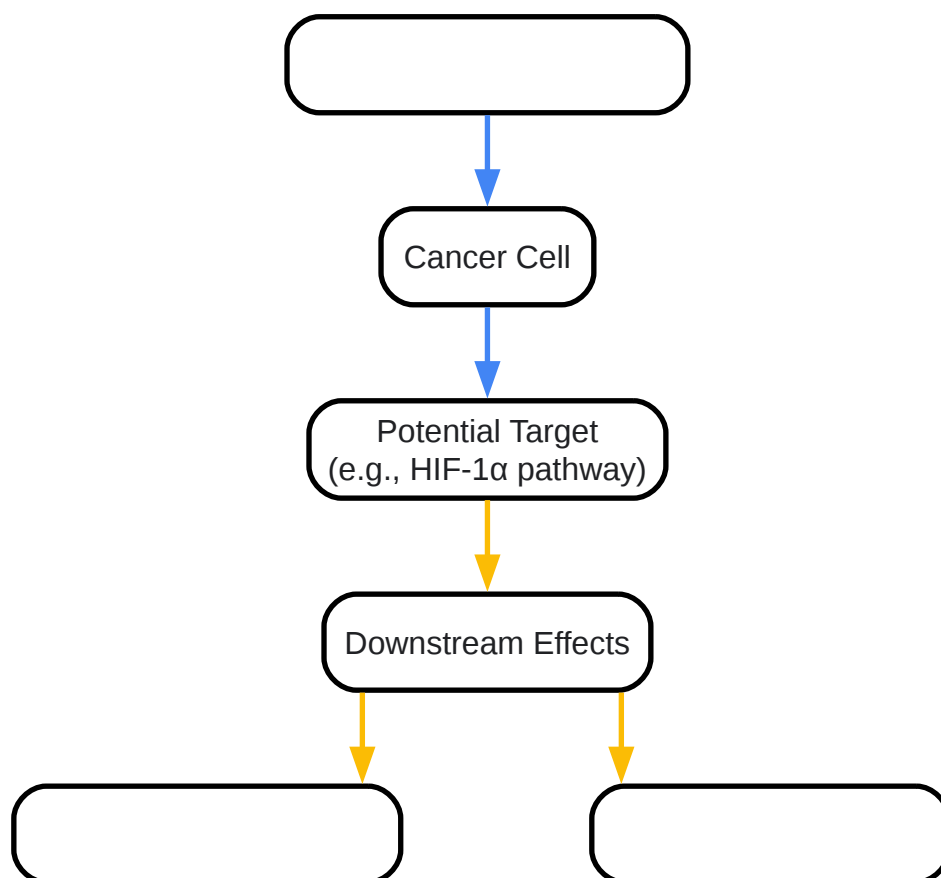 Cancer Cell
Potential Target
(e.g., HIF-1α pathway)
Downstream Effects